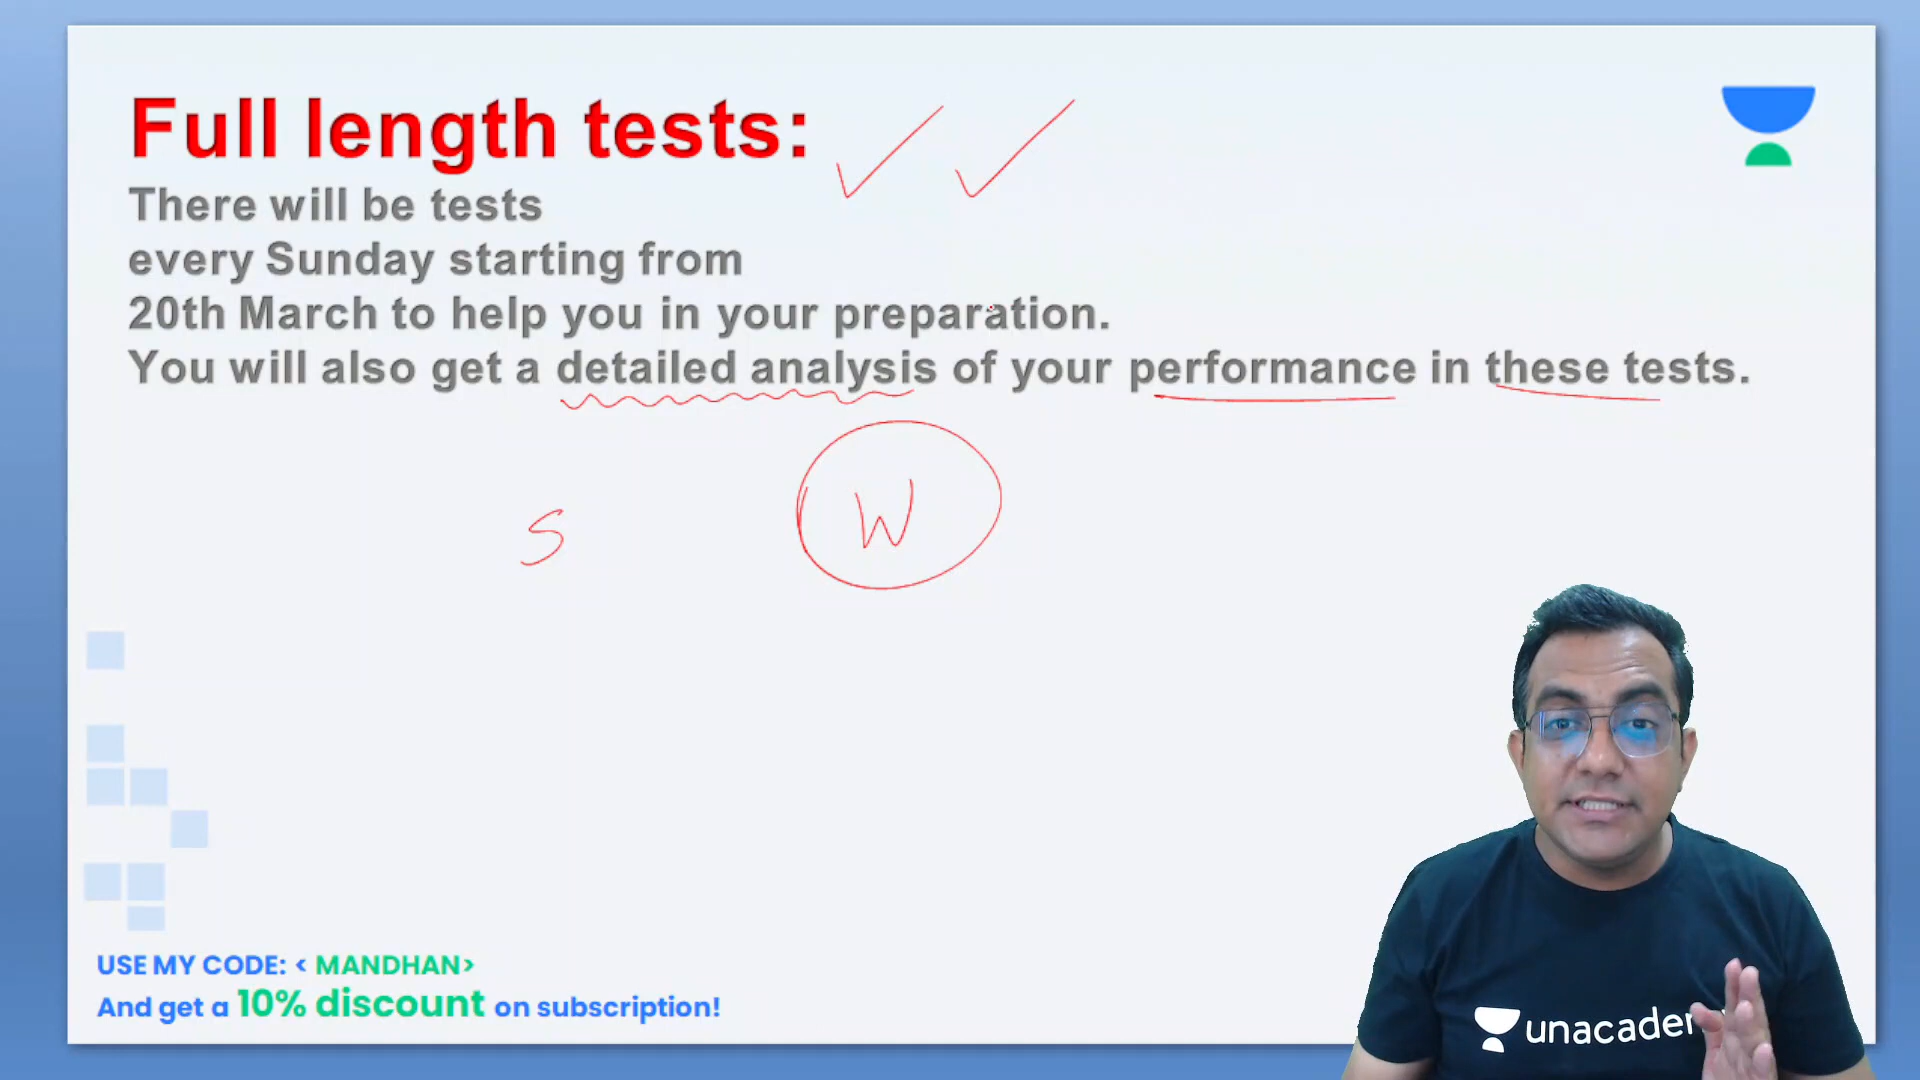 Full length tests:
There will be tests
every Sunday starting from
20th March to help you in your preparation.
You will also get a detailed analysis of your performance in these tests.
S W
USE MY CODE: < MANDHAN>
And get a 10% discount on subscription!
unacade